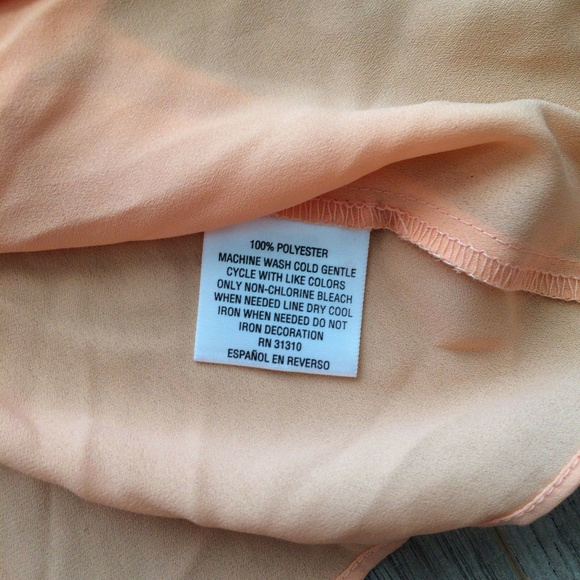 100% POLYESTER
MACHINE WASH COLD GENTLE
CYCLE WITH LIKE COLORS
ONLY NON-CHLORINE BLEACH
WHEN NEEDED LINE DRY COOL
IRON WHEN NEEDED DO NOT
IRON DECORATION
RN 31310
ESPAÑOL EN REVERSO